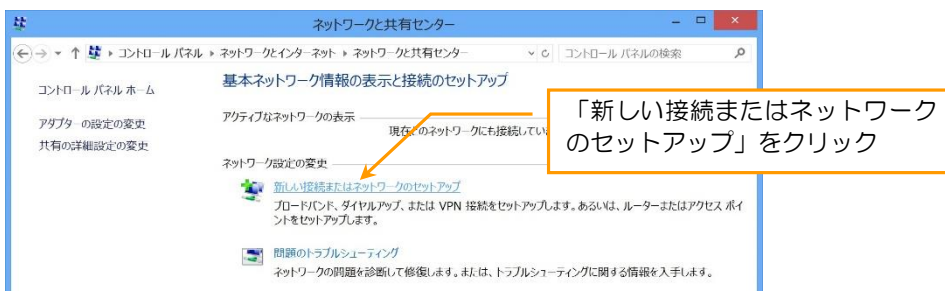 ネットワークと共有センター
コントロール パネル ネットワークとインターネット ネットワークと共有センター コントロール パネルの検索
コントロール パネル ホーム
アダプターの設定の変更
共有の詳細設定の変更
基本ネットワーク情報の表示と接続のセットアップ
アクティブなネットワークの表示
現在どのネットワークにも接続してい
ネットワーク設定の変更
新しい接続またはネットワークのセットアップ
ブロードバンド、ダイヤルアップ、または VPN 接続をセットアップします。あるいは、ルーターまたはアクセス ポイ
ントをセットアップします。
問題のトラブルシューティング
ネットワークの問題を診断して修復します。または、トラブルシューティングに関する情報を入手します。
「新しい接続またはネットワーク
のセットアップ」をクリック